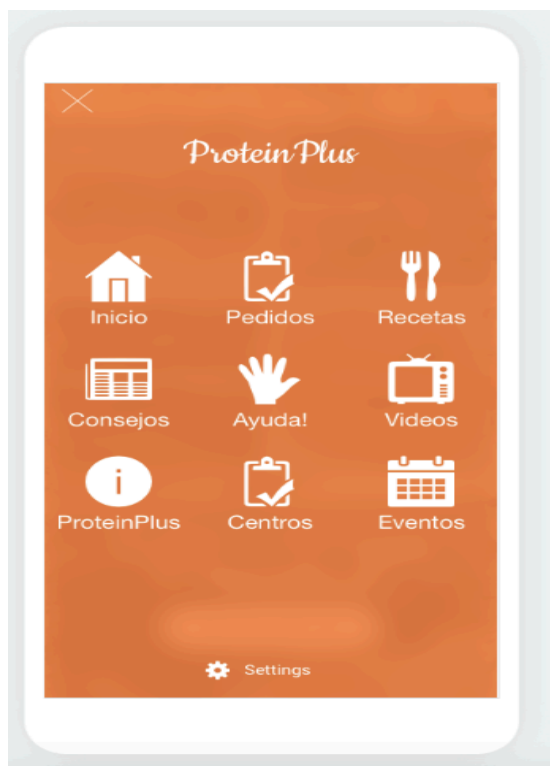 ProteinPlus
Inicio Pedidos Recetas
Consejos Ayuda! Videos
i
ProteinPlus Centros Eventos
Settings